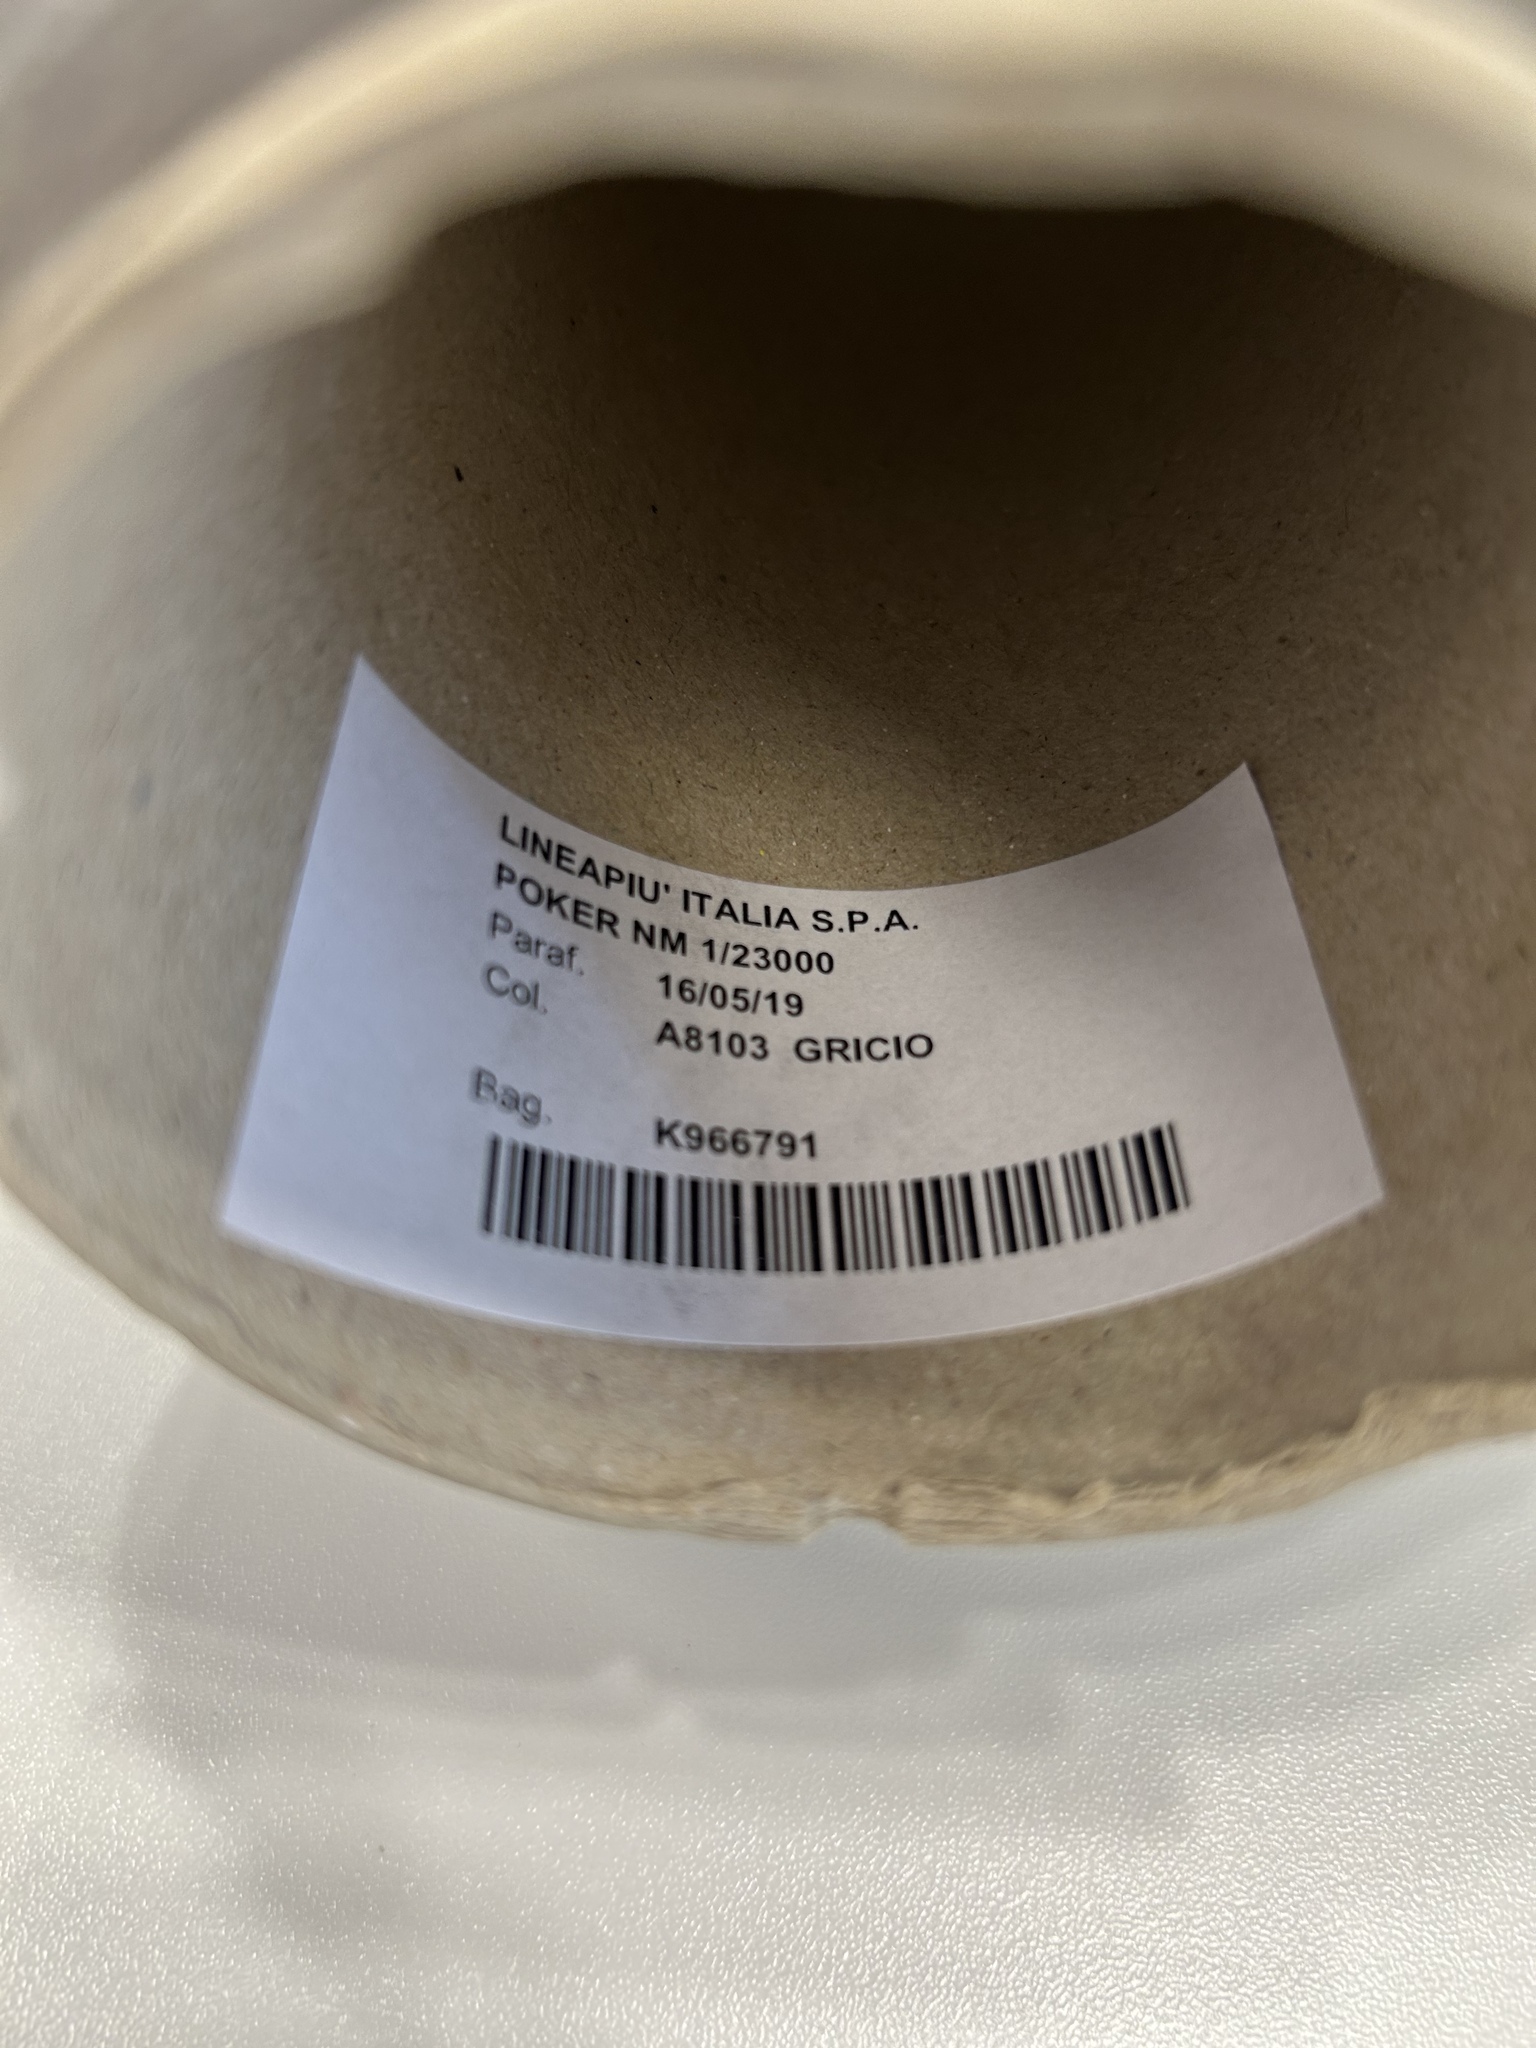 LINEAPIU' ITALIA S.P.A.
POKER NM 1/23000
Paraf. 16/05/19
Col. A8103 GRICIO
Bag. K966791